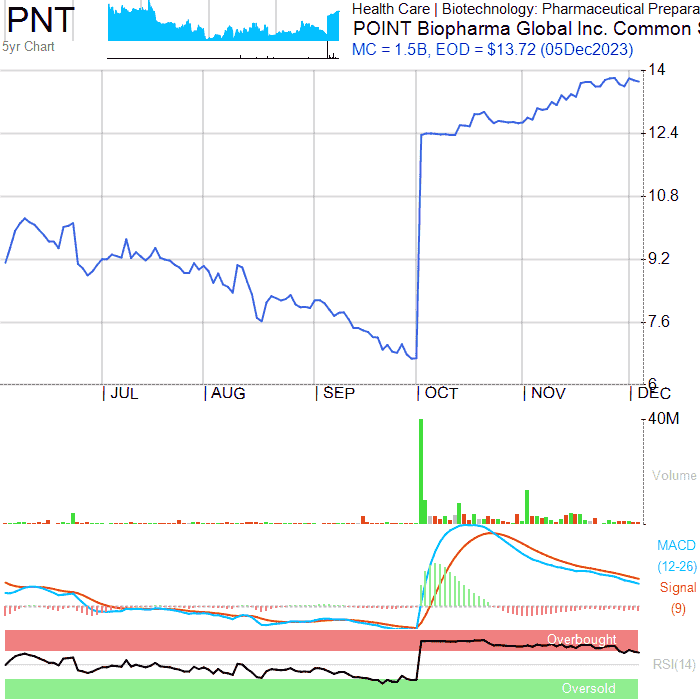 PNT
5yr Chart
Health Care | Biotechnology: Pharmaceutical Prepara
POINT Biopharma Global Inc. Common S
MC = 1.5B, EOD = $13.72 (05Dec2023)
14
12.4
10.8
9.2
7.6
6
|JUL |AUG |SEP |OCT |NOV |DEC
40M
Volume
MACD
(12-26)
Signal
(9)
Overbought
RSI(14)
Oversold